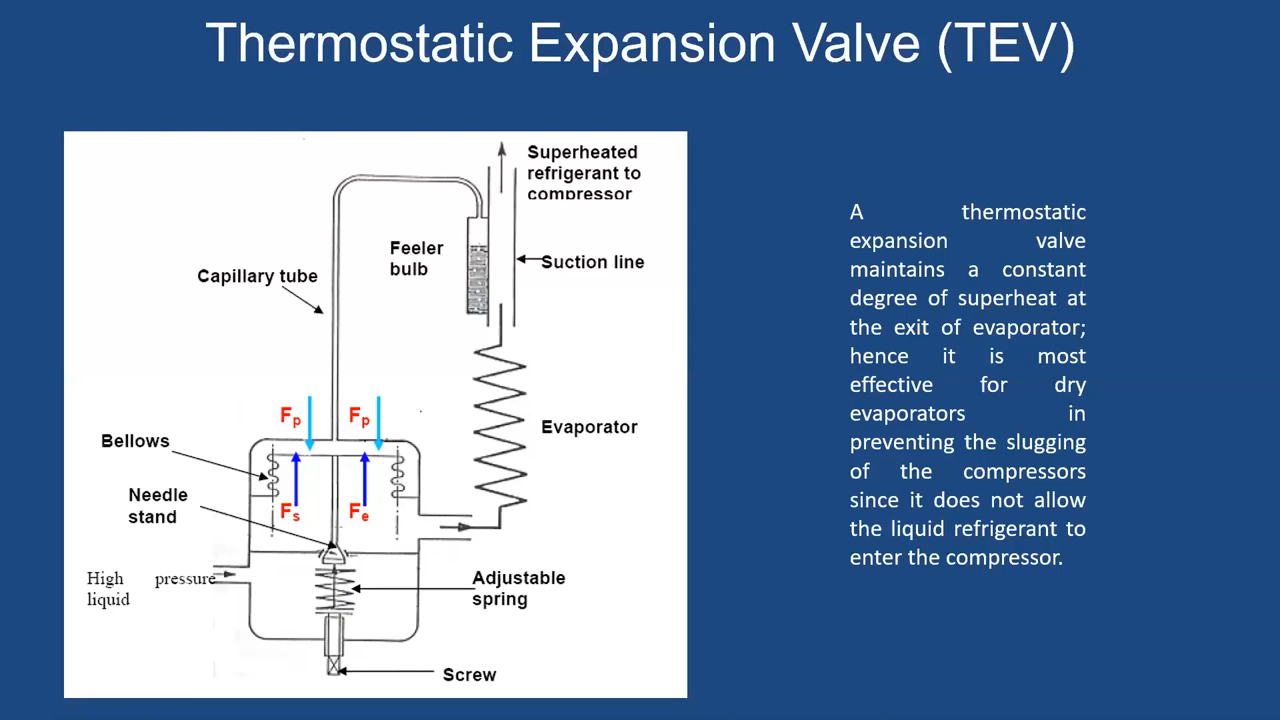 Thermostatic Expansion Valve (TEV)
Superheated
refrigerant to
compressor
Feeler
bulb
Suction line
Capillary tube
Fp Fp
Bellows
Evaporator
Needle
stand
Fs Fe
High pressure
liquid
Adjustable
spring
Screw
A thermostatic
expansion valve
maintains a constant
degree of superheat at
the exit of evaporator;
hence it is most
effective for dry
evaporators in
preventing the slugging
of the compressors
since it does not allow
the liquid refrigerant to
enter the compressor.